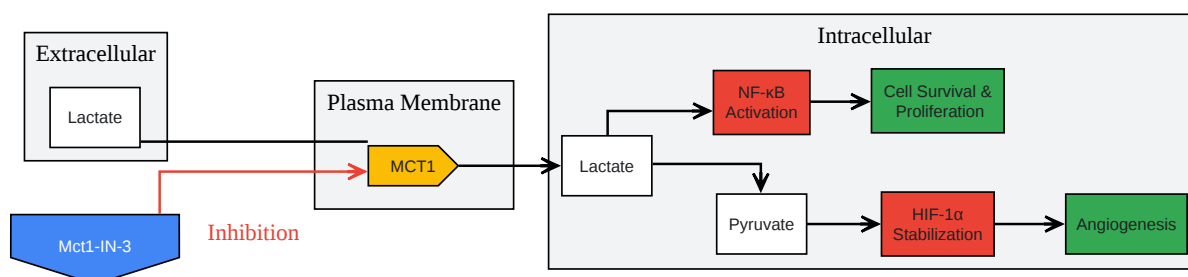 Extracellular
Lactate
Mct1-IN-3
Inhibition
Plasma Membrane
MCT1
Intracellular
Lactate
NF-κB
Activation
Cell Survival &
Proliferation
Pyruvate
HIF-1α
Stabilization
Angiogenesis